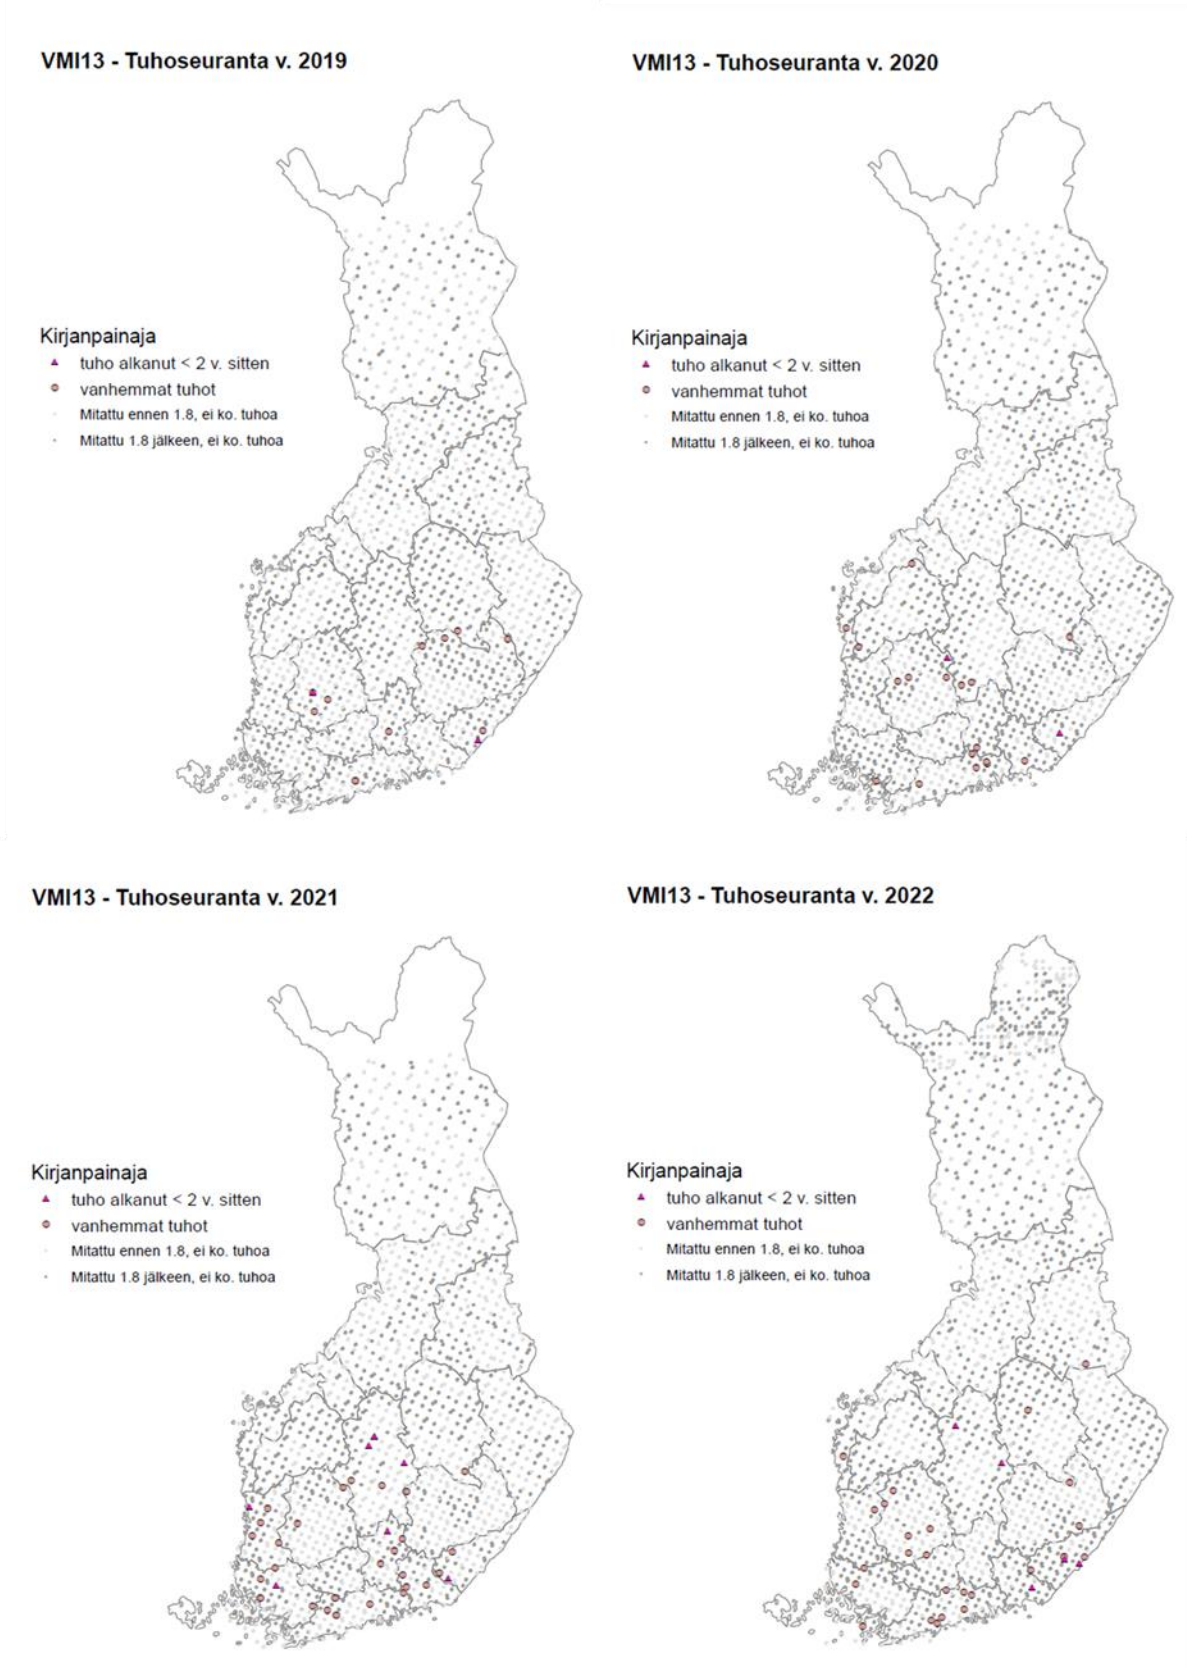 VMI13 - Tuhoseuranta v. 2019
Kirjanpainaja
tuho alkanut < 2 v. sitten
vanhemmat tuhot
Mitattu ennen 1.8, ei ko. tuhoa
Mitattu 1.8 jälkeen, ei ko. tuhoa
VMI13 - Tuhoseuranta v. 2020
Kirjanpainaja
tuho alkanut < 2 v. sitten
vanhemmat tuhot
Mitattu ennen 1.8, ei ko. tuhoa
Mitattu 1.8 jälkeen, ei ko. tuhoa
VMI13 - Tuhoseuranta v. 2021
Kirjanpainaja
tuho alkanut < 2 v. sitten
vanhemmat tuhot
Mitattu ennen 1.8, ei ko. tuhoa
Mitattu 1.8 jälkeen, ei ko. tuhoa
VMI13 - Tuhoseuranta v. 2022
Kirjanpainaja
tuho alkanut < 2 v. sitten
vanhemmat tuhot
Mitattu ennen 1.8, ei ko. tuhoa
Mitattu 1.8 jälkeen, ei ko. tuhoa